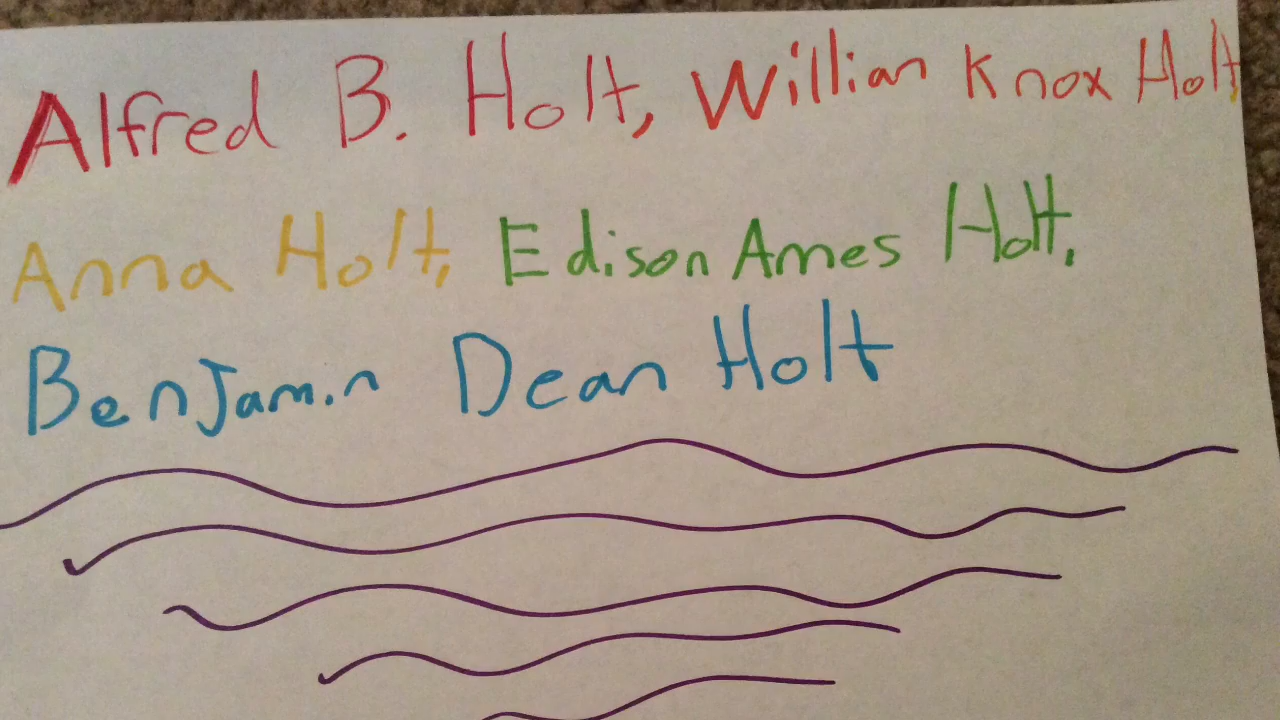 Alfred B. Holt, Willian Knox Holt,
Anna Holt, Edison Ames Holt,
Benjamin Dean Holt